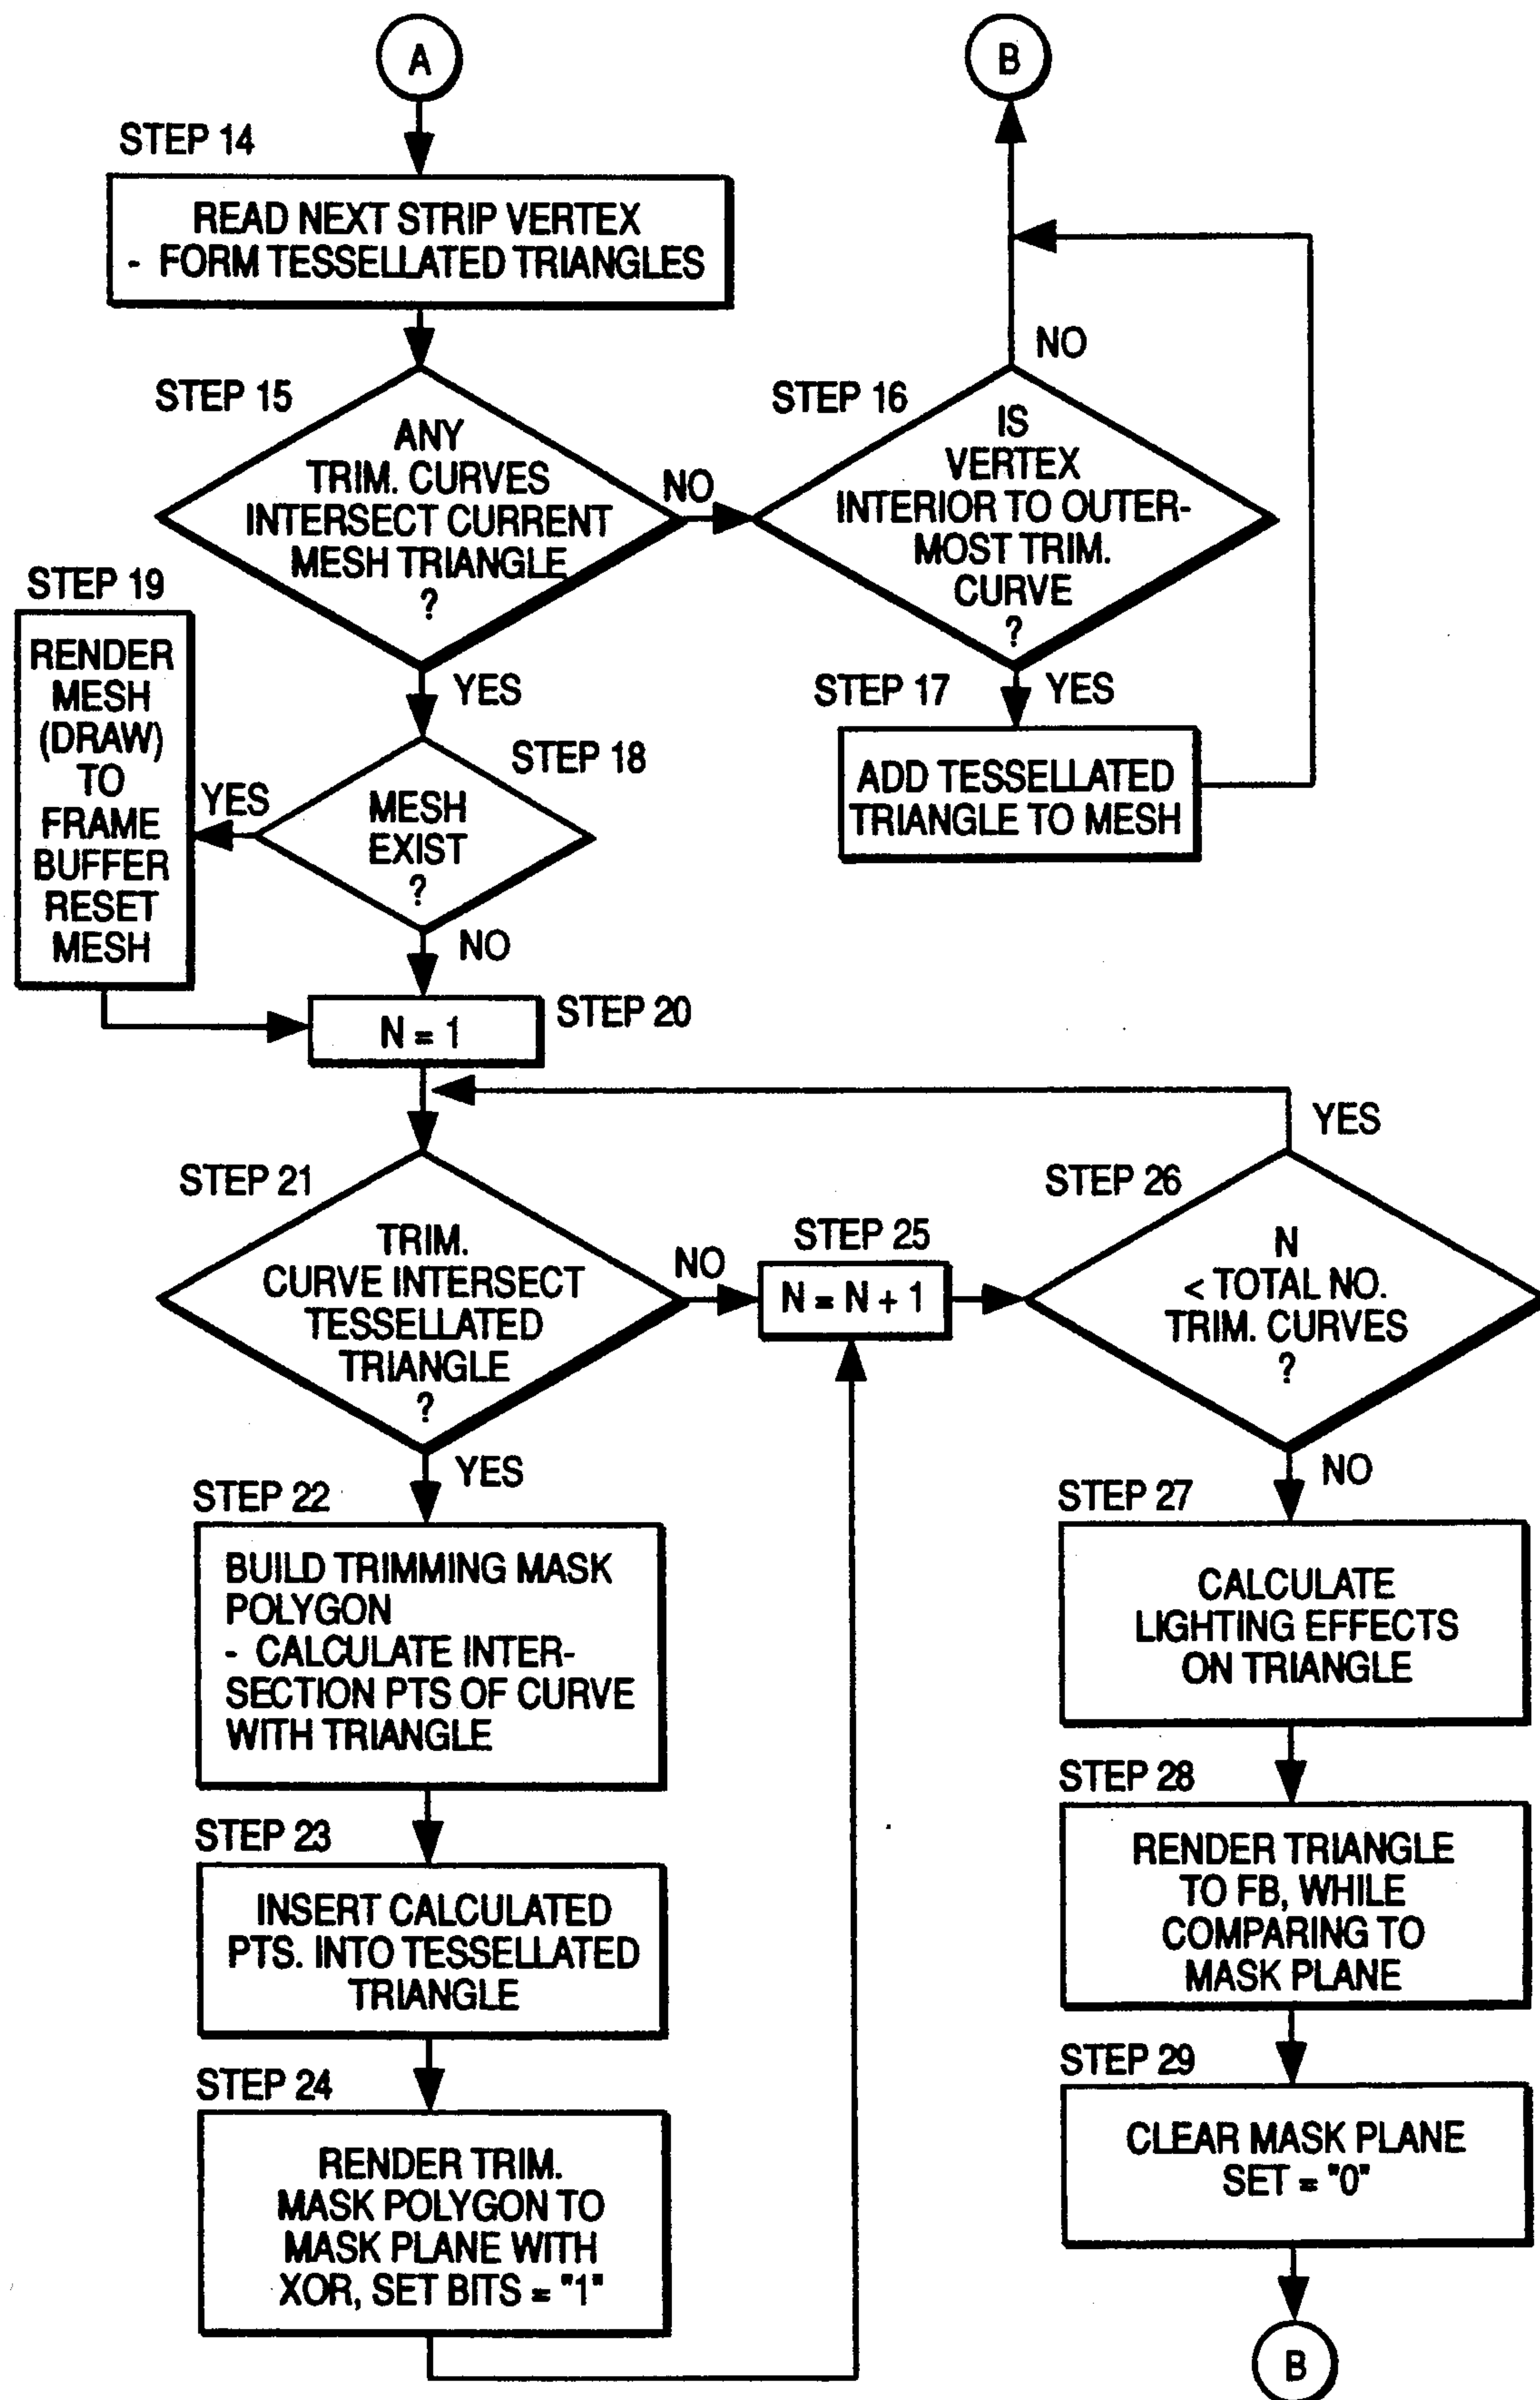 A
B
STEP 14
READ NEXT STRIP VERTEX
- FORM TESSELLATED TRIANGLES
NO
STEP 15
ANY
TRIM. CURVES
INTERSECT CURRENT
MESH TRIANGLE
?
NO
STEP 16
IS
VERTEX
INTERIOR TO OUTER-
MOST TRIM.
CURVE
?
YES
STEP 17
YES
ADD TESSELLATED
TRIANGLE TO MESH
STEP 18
MESH
EXIST
?
YES
NO
STEP 19
RENDER
MESH
(DRAW)
TO
FRAME
BUFFER
RESET
MESH
N = 1
STEP 20
STEP 21
TRIM.
CURVE INTERSECT
TESSELLATED
TRIANGLE
?
NO
YES
STEP 25
N = N + 1
STEP 26
YES
N
< TOTAL NO.
TRIM. CURVES
?
NO
STEP 22
BUILD TRIMMING MASK
POLYGON
- CALCULATE INTER-
SECTION PTS OF CURVE
WITH TRIANGLE
STEP 23
INSERT CALCULATED
PTS. INTO TESSELLATED
TRIANGLE
STEP 24
RENDER TRIM.
MASK POLYGON TO
MASK PLANE WITH
XOR, SET BITS = "1"
STEP 27
CALCULATE
LIGHTING EFFECTS
ON TRIANGLE
STEP 28
RENDER TRIANGLE
TO FB, WHILE
COMPARING TO
MASK PLANE
STEP 29
CLEAR MASK PLANE
SET = "0"
B